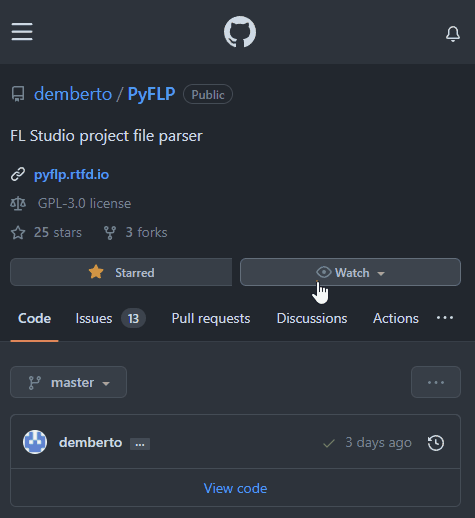 demberto / PyFLP Public
FL Studio project file parser
pyflp.rtfd.io
GPL-3.0 license
25 stars 3 forks
Starred Watch
Code Issues 13 Pull requests Discussions Actions ...
master ...
demberto ... 3 days ago
View code